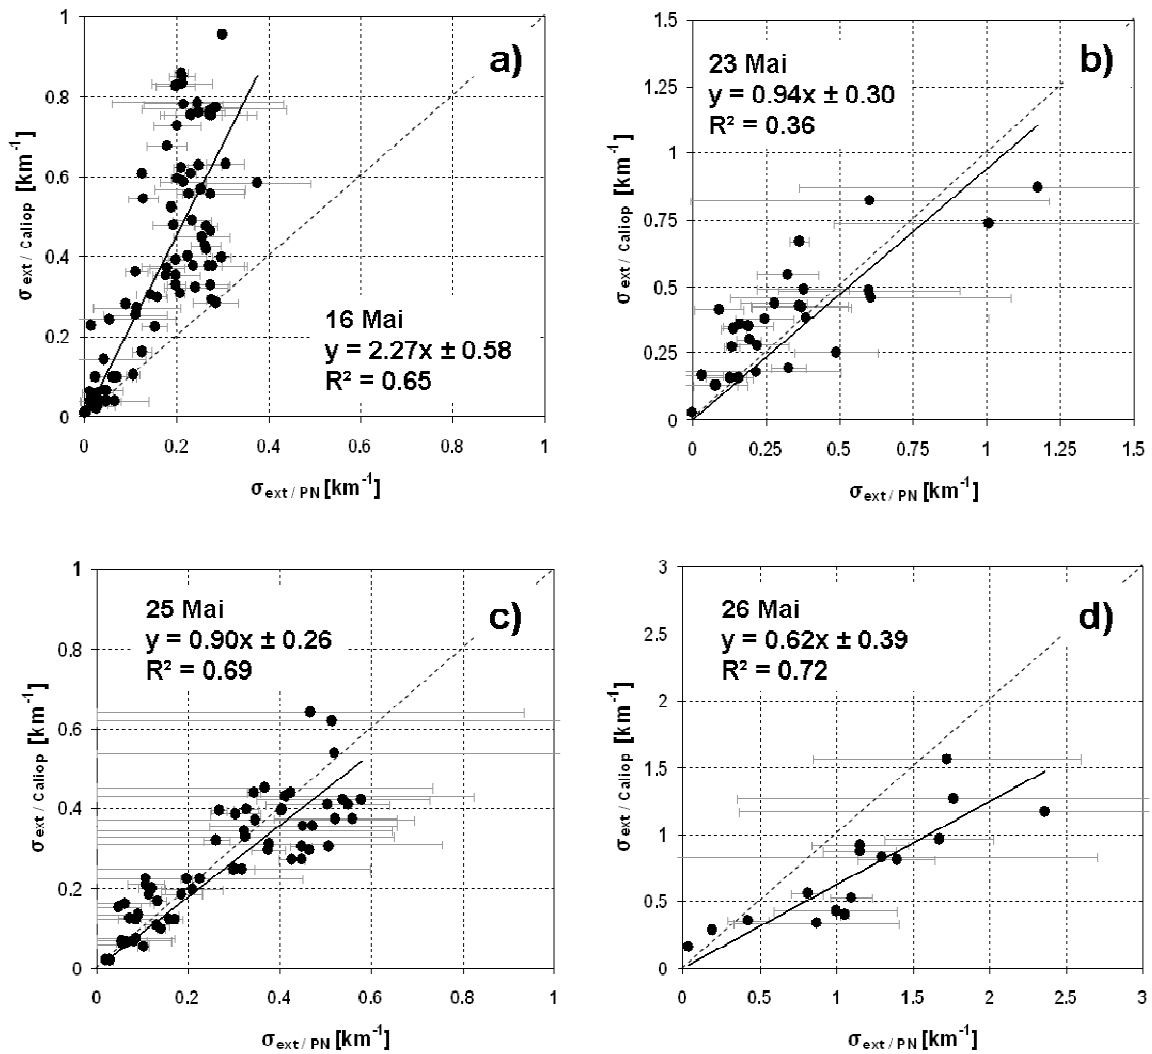 a)
1
0.8
0.6
0.4
0.2
0
σext / Caliop [km-1]
16 Mai
y = 2.27x ± 0.58
R² = 0.65
0 0.2 0.4 0.6 0.8 1
σext / PN [km-1]
b)
1.5
1.25
1
0.75
0.5
0.25
0
σext / Caliop [km-1]
23 Mai
y = 0.94x ± 0.30
R² = 0.36
0 0.25 0.5 0.75 1 1.25 1.5
σext / PN [km-1]
c)
1
0.8
0.6
0.4
0.2
0
σext / Caliop [km-1]
25 Mai
y = 0.90x ± 0.26
R² = 0.69
0 0.2 0.4 0.6 0.8 1
σext / PN [km-1]
d)
3
2.5
2
1.5
1
0.5
0
σext / Caliop [km-1]
26 Mai
y = 0.62x ± 0.39
R² = 0.72
0 0.5 1 1.5 2 2.5 3
σext / PN [km-1]